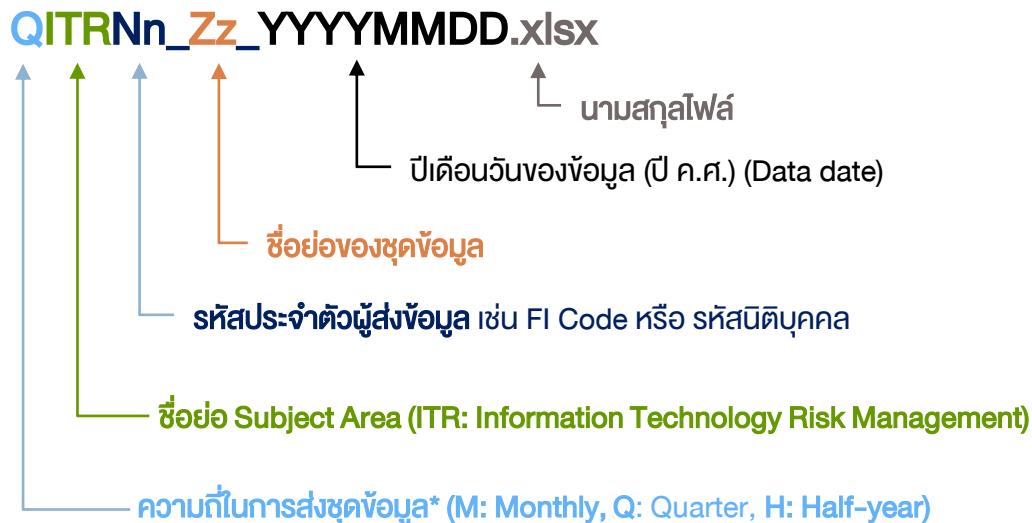 QITRNn_Zz_YYYYMMDD.xlsx
นามสกุลไฟล์
ปีเดือนวันของข้อมูล (ปี ค.ศ.) (Data date)
ชื่อย่อของชุดข้อมูล
รหัสประจำตัวผู้ส่งข้อมูล เช่น FI Code หรือ รหัสนิติบุคคล
ชื่อย่อ Subject Area (ITR: Information Technology Risk Management)
ความถี่ในการส่งชุดข้อมูล* (M: Monthly, Q: Quarter, H: Half-year)